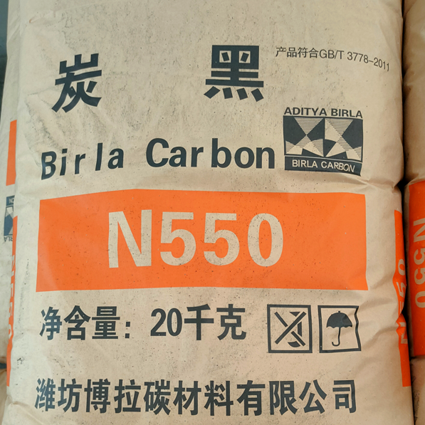 炭黑
产品符合GB/T 3778-2011
ADITYA BIRLA
BIRLA CARBON
Birla Carbon
N550
净含量: 20千克
潍坊博拉碳材料有限公司